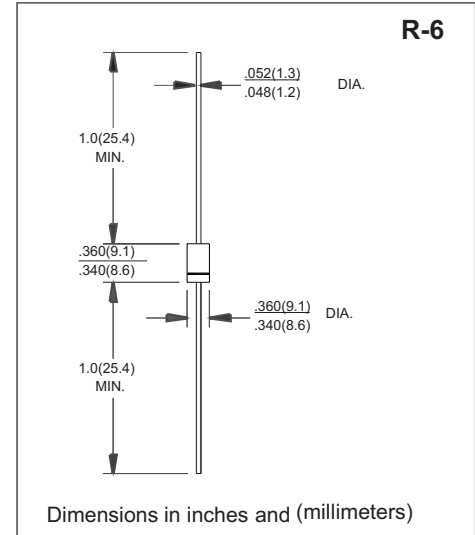 R-6
.052(1.3)
.048(1.2)
DIA.
1.0(25.4)
MIN.
.360(9.1)
.340(8.6)
.360(9.1)
.340(8.6)
DIA.
1.0(25.4)
MIN.
Dimensions in inches and (millimeters)